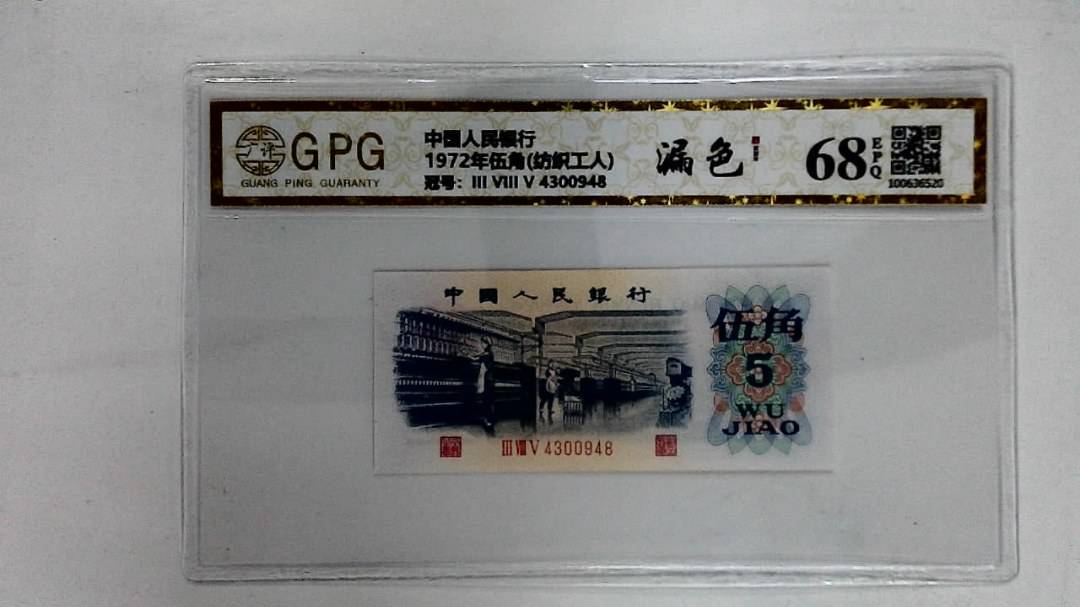 GPG
GUANG PING GUARANTY
中国人民银行
1972年伍角(纺织工人)
冠号: III VIII V 4300948
漏色
68
EPQ
100636520
中國人民銀行
伍角
5
WU
JIAO
III VIII V 4300948